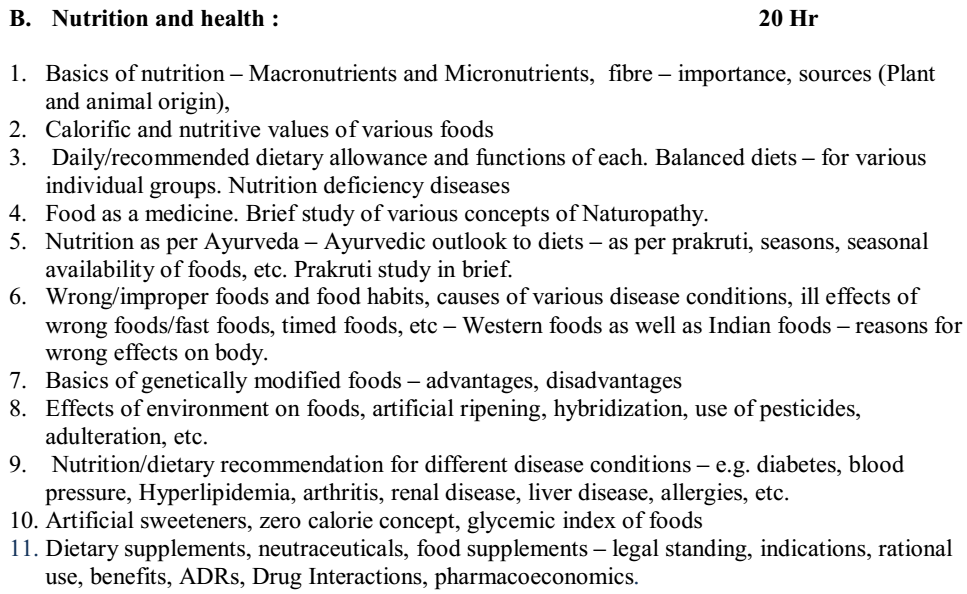 B. Nutrition and health : 20 Hr
1. Basics of nutrition – Macronutrients and Micronutrients, fibre – importance, sources (Plant
and animal origin),
2. Calorific and nutritive values of various foods
3. Daily/recommended dietary allowance and functions of each. Balanced diets – for various
individual groups. Nutrition deficiency diseases
4. Food as a medicine. Brief study of various concepts of Naturopathy.
5. Nutrition as per Ayurveda – Ayurvedic outlook to diets – as per prakruti, seasons, seasonal
availability of foods, etc. Prakruti study in brief.
6. Wrong/improper foods and food habits, causes of various disease conditions, ill effects of
wrong foods/fast foods, timed foods, etc – Western foods as well as Indian foods – reasons for
wrong effects on body.
7. Basics of genetically modified foods – advantages, disadvantages
8. Effects of environment on foods, artificial ripening, hybridization, use of pesticides,
adulteration, etc.
9. Nutrition/dietary recommendation for different disease conditions – e.g. diabetes, blood
pressure, Hyperlipidemia, arthritis, renal disease, liver disease, allergies, etc.
10. Artificial sweeteners, zero calorie concept, glycemic index of foods
11. Dietary supplements, neutraceuticals, food supplements – legal standing, indications, rational
use, benefits, ADRs, Drug Interactions, pharmacoeconomics.